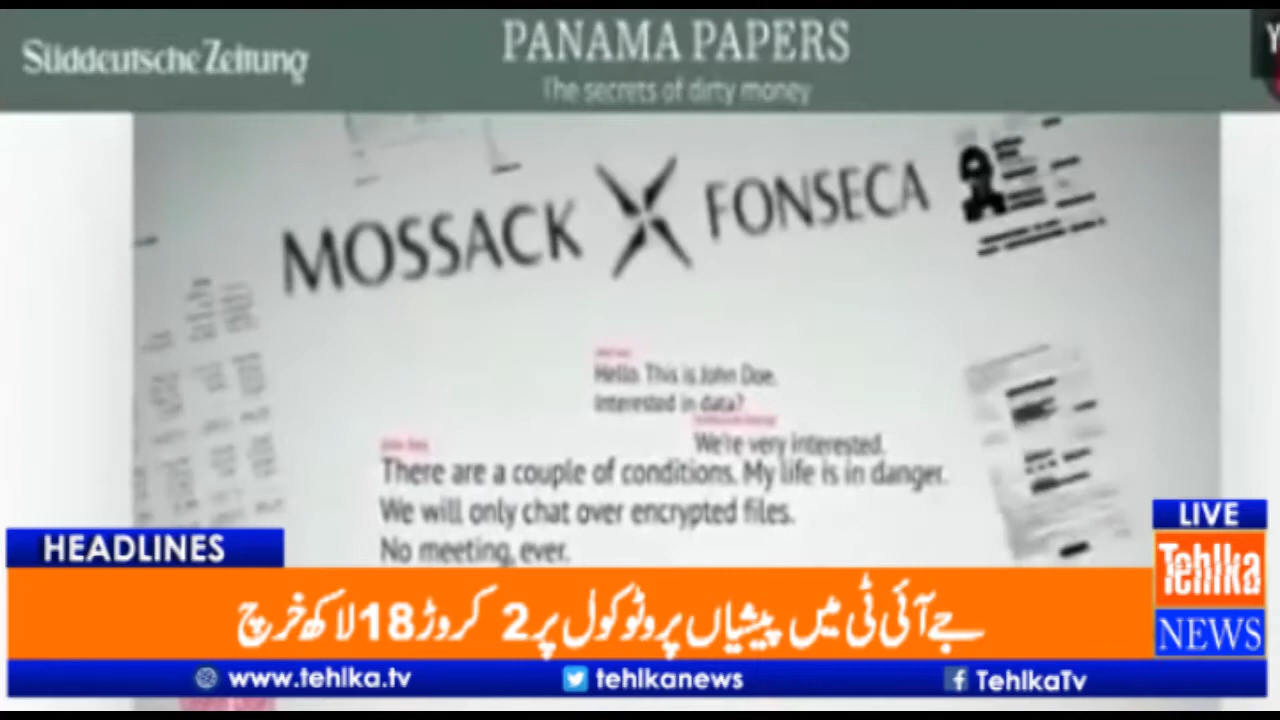 Süddeutsche Zeitung
PANAMA PAPERS
The secrets of dirty money
MOSSACK FONSECA
Hello. This is John Doe.
Interested in data?
We're very interested.
There are a couple of conditions. My life is in danger.
We will only chat over encrypted files.
No meeting, ever.
LIVE
HEADLINES
Tehlka
NEWS
جے آئی ٹی میں پیشیاں پروٹوکول پر 2 کروڑ 18 لاکھ خرچ
www.tehlka.tv
tehlkanews
TehlkaTv